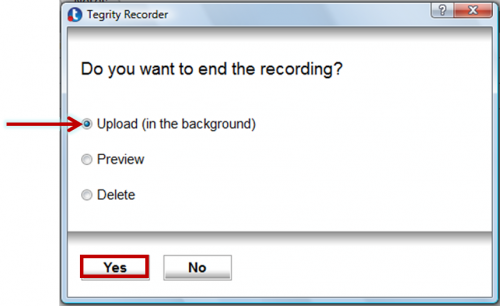 Tegrity Recorder
Do you want to end the recording?
Upload (in the background)
Preview
Delete
Yes No